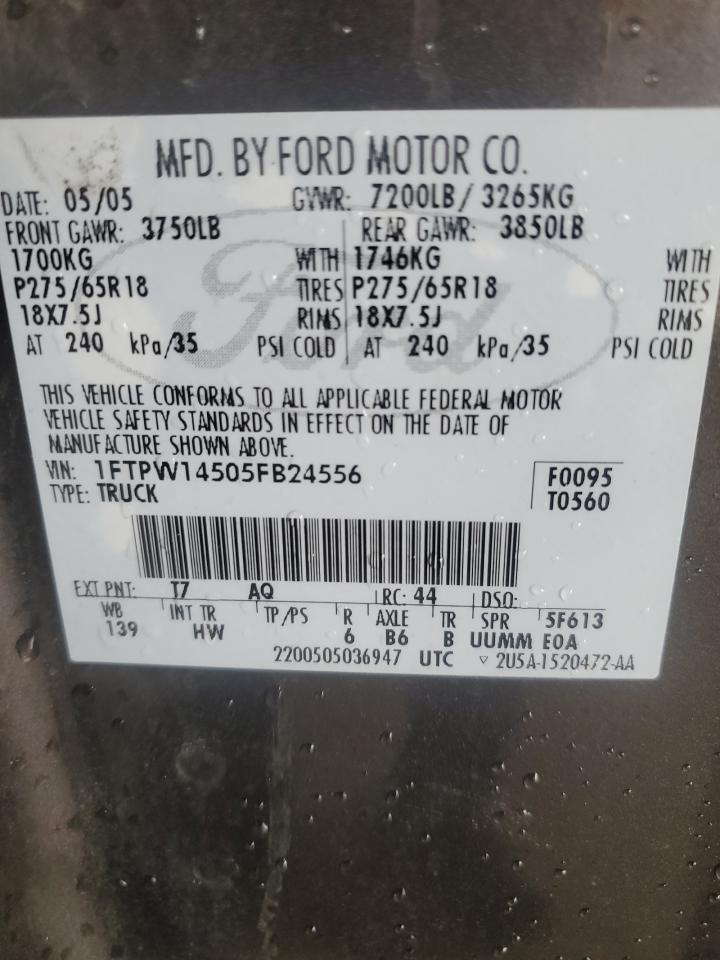 MFD. BY FORD MOTOR CO.
DATE: 05/05 GVWR: 7200LB / 3265KG
FRONT GAWR: 3750LB REAR GAWR: 3850LB
1700KG WITH 1746KG WITH
P275/65R18 TIRES P275/65R18 TIRES
18X7.5J RIMS 18X7.5J RIMS
AT 240 kPa/35 PSI COLD AT 240 kPa/35 PSI COLD
Ford
THIS VEHICLE CONFORMS TO ALL APPLICABLE FEDERAL MOTOR
VEHICLE SAFETY STANDARDS IN EFFECT ON THE DATE OF
MANUFACTURE SHOWN ABOVE.
VIN: 1FTPW14505FB24556 F0095
TYPE: TRUCK T0560
EXT PNT: T7 AQ RC: 44 DSO:
WB INT TR TP/PS R AXLE TR SPR 5F613
139 HW 6 B6 B UUMM E0A
2200505036947 UTC ▽ 2U5A-1520472-AA